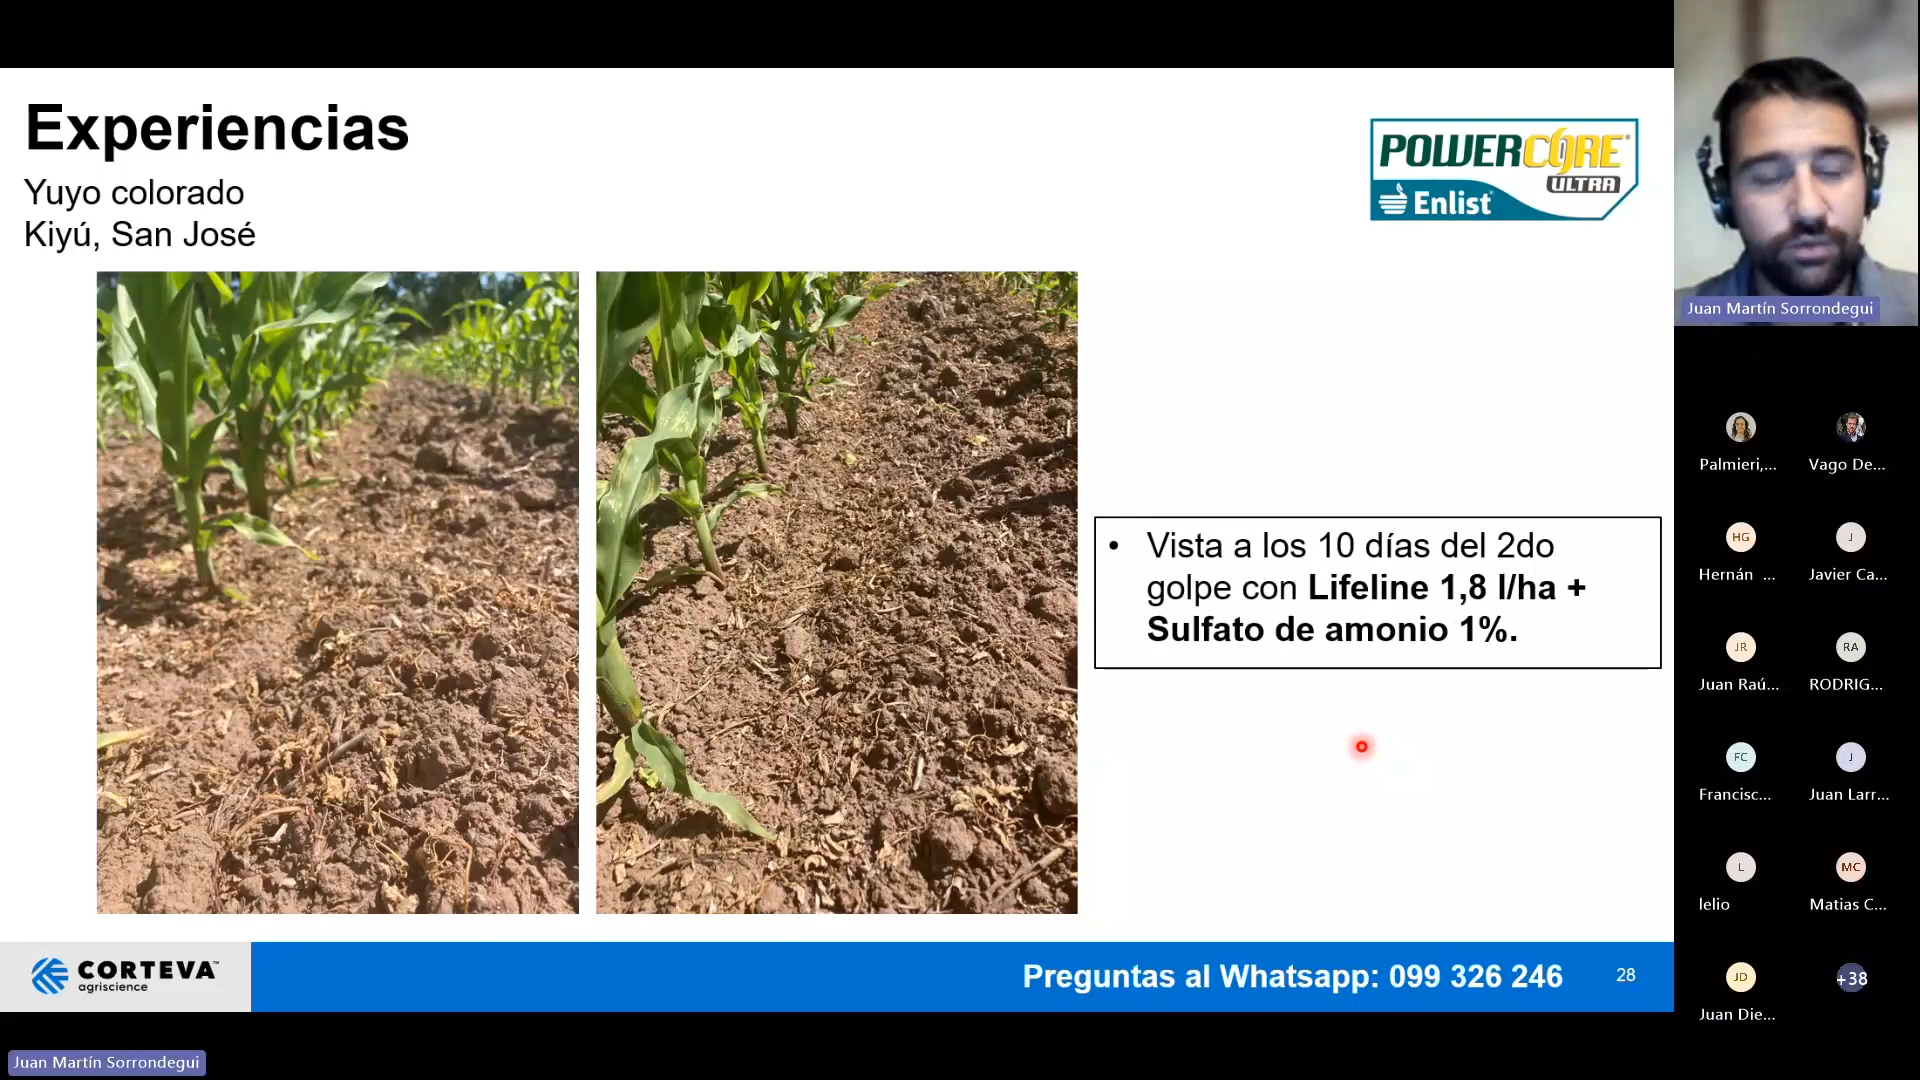 Experiencias
Yuyo colorado
Kiyú, San José
POWERCORE®
ULTRA
Enlist
• Vista a los 10 días del 2do
golpe con Lifeline 1,8 l/ha +
Sulfato de amonio 1%.
CORTEVA™
agriscience
Preguntas al Whatsapp: 099 326 246
28
Juan Martín Sorrondegui
Juan Martín Sorrondegui
Palmieri,...
Vago De...
HG
Hernán ...
J
Javier Ca...
JR
Juan Raú...
RA
RODRIG...
FC
Francisc...
J
Juan Larr...
L
lelio
MC
Matias C...
JD
Juan Die...
+38